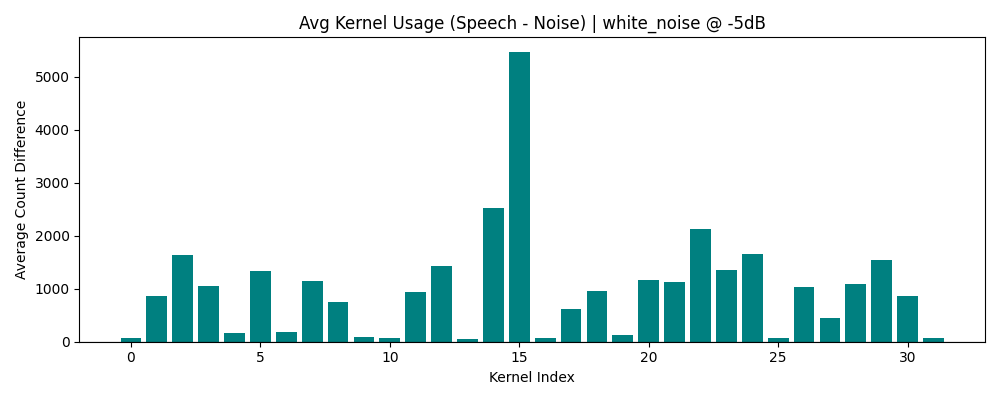 Avg Kernel Usage (Speech - Noise) | white_noise @ -5dB
Average Count Difference
5000
4000
3000
2000
1000
0
0 5 10 15 20 25 30
Kernel Index